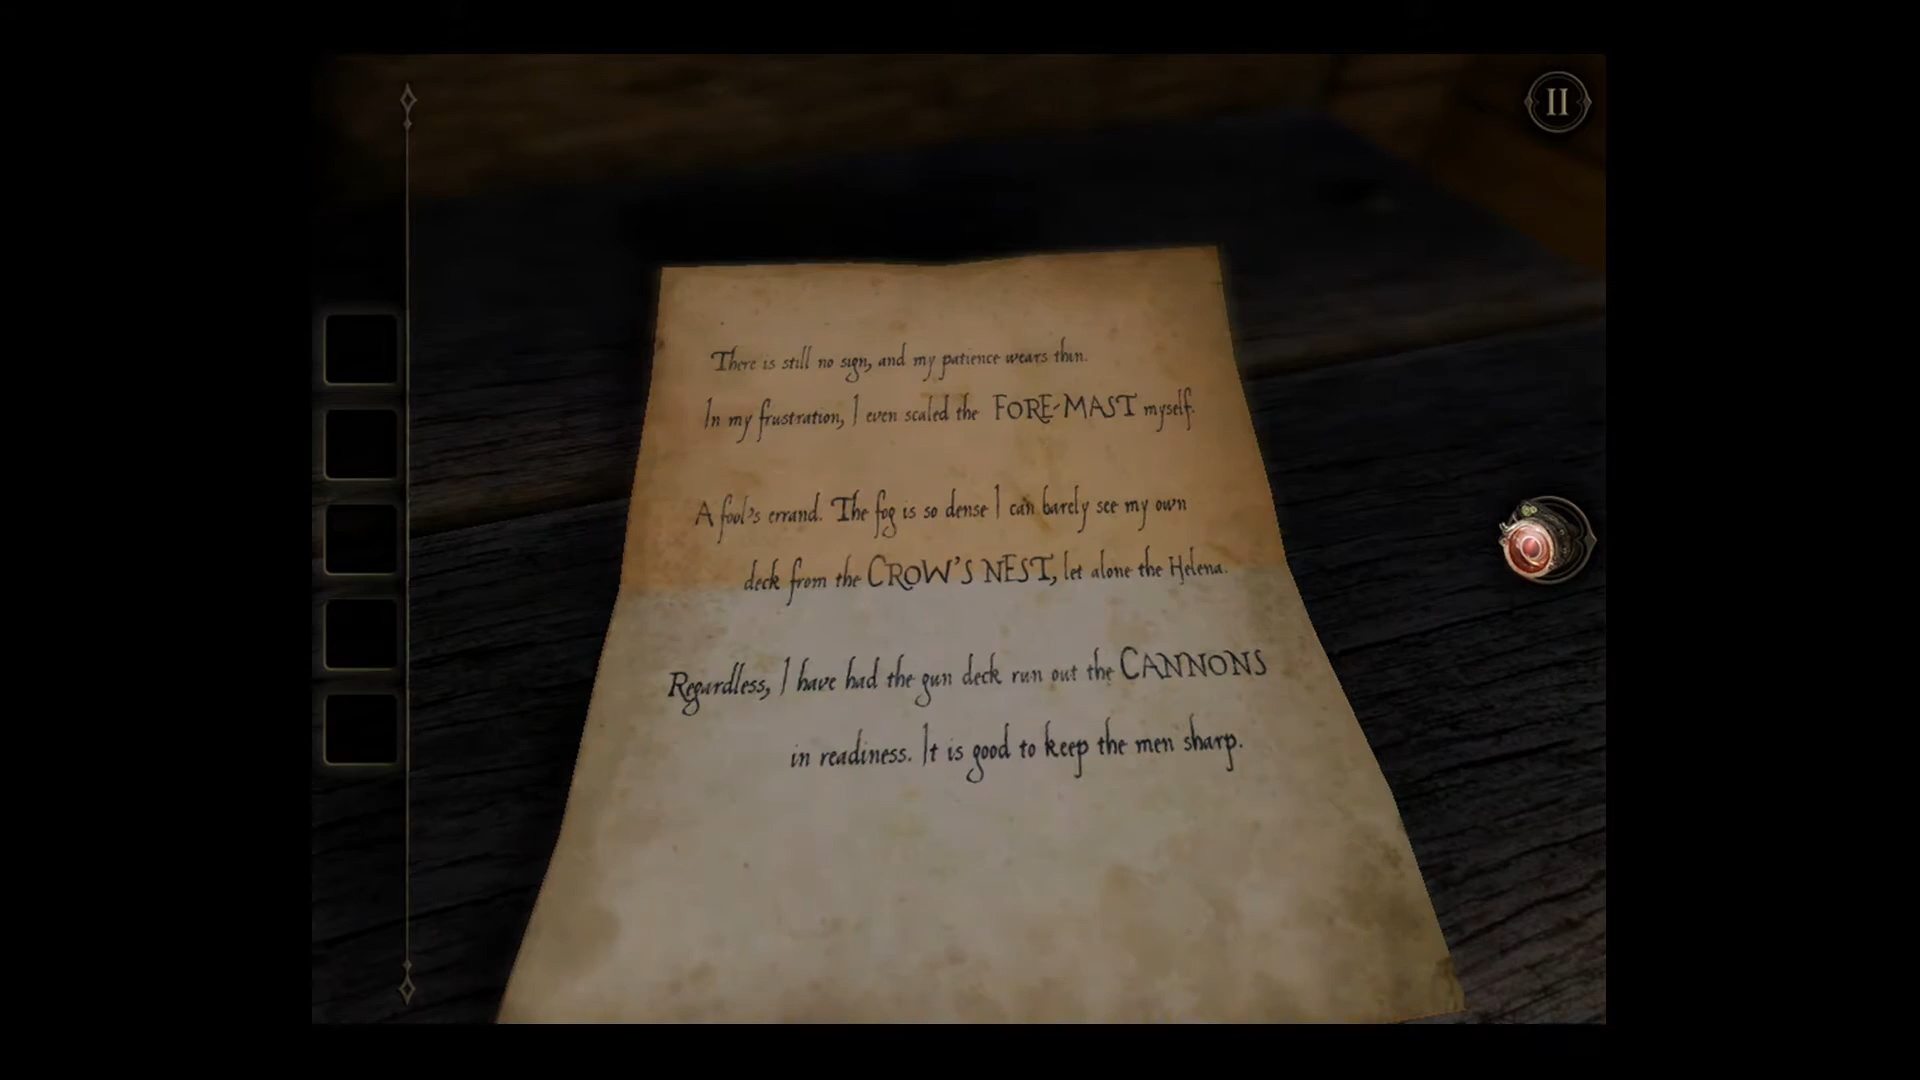 There is still no sign, and my patience wears thin.
In my frustration, I even scaled the FORE-MAST myself.
A fool's errand. The fog is so dense I can barely see my own
deck from the CROW'S NEST, let alone the Helena.
Regardless, I have had the gun deck run out the CANNONS
in readiness. It is good to keep the men sharp.